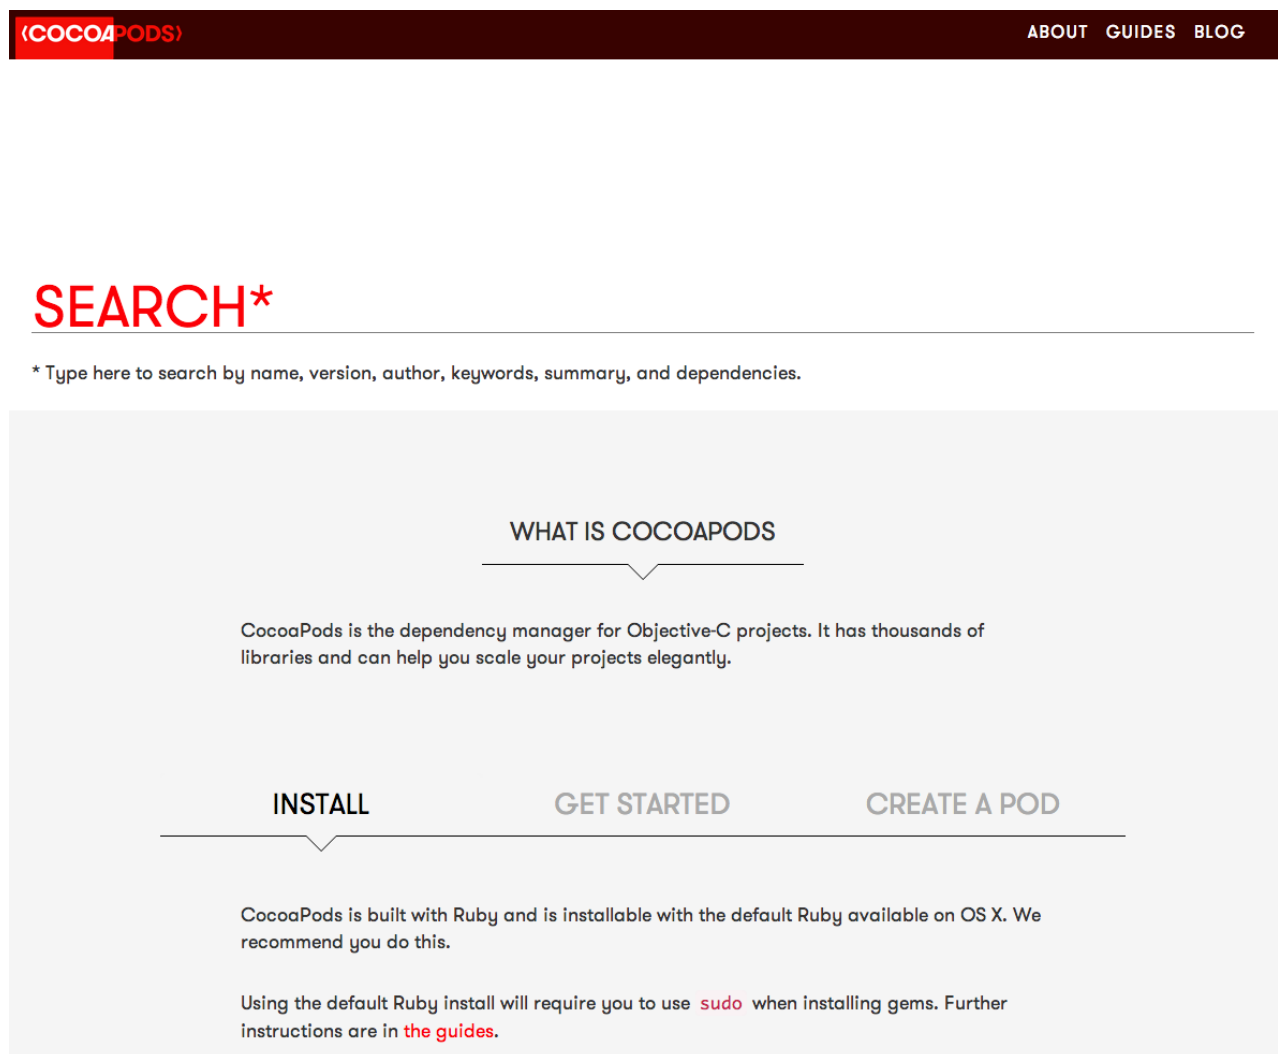 ⟨COCOAPODS⟩
ABOUT GUIDES BLOG
SEARCH*
* Type here to search by name, version, author, keywords, summary, and dependencies.
WHAT IS COCOAPODS
CocoaPods is the dependency manager for Objective-C projects. It has thousands of
libraries and can help you scale your projects elegantly.
INSTALL GET STARTED CREATE A POD
CocoaPods is built with Ruby and is installable with the default Ruby available on OS X. We
recommend you do this.
Using the default Ruby install will require you to use sudo when installing gems. Further
instructions are in the guides.